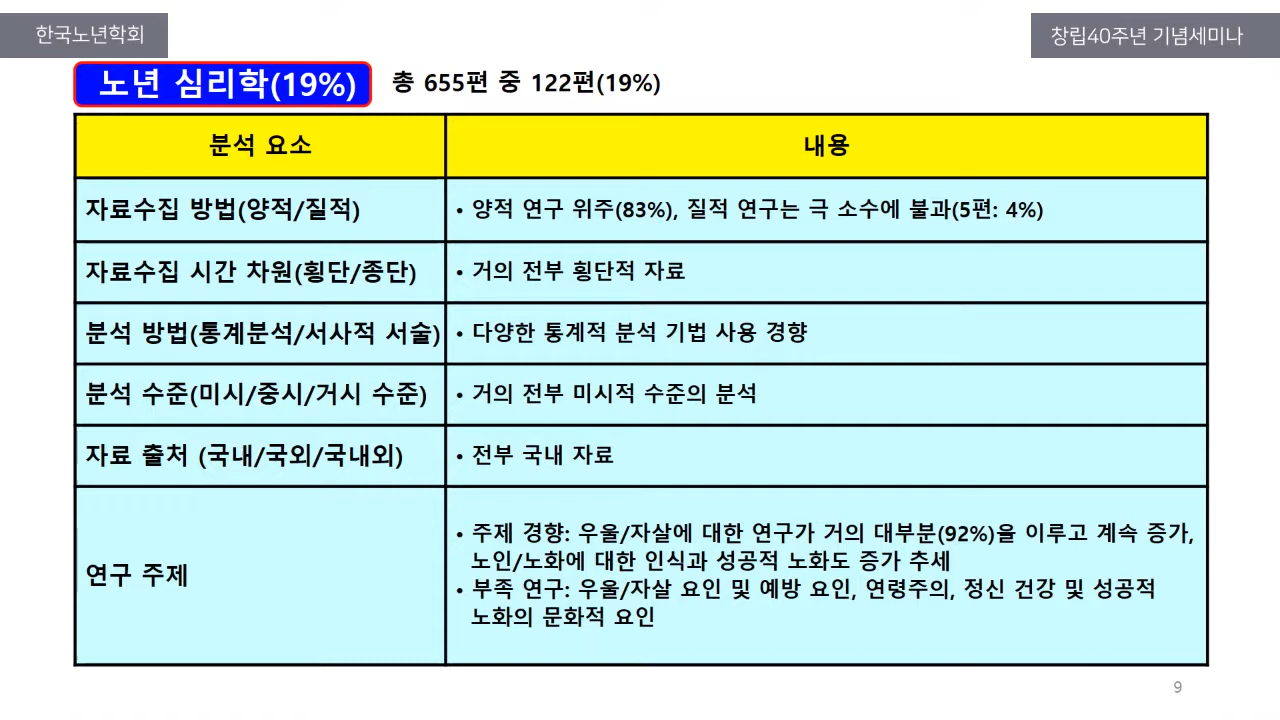 한국노년학회
창립40주년 기념세미나
노년 심리학(19%)
총 655편 중 122편(19%)
분석 요소
내용
자료수집 방법(양적/질적)
• 양적 연구 위주(83%), 질적 연구는 극 소수에 불과(5편: 4%)
자료수집 시간 차원(횡단/종단)
• 거의 전부 횡단적 자료
분석 방법(통계분석/서사적 서술)
• 다양한 통계적 분석 기법 사용 경향
분석 수준(미시/중시/거시 수준)
• 거의 전부 미시적 수준의 분석
자료 출처 (국내/국외/국내외)
• 전부 국내 자료
연구 주제
• 주제 경향: 우울/자살에 대한 연구가 거의 대부분(92%)을 이루고 계속 증가,
노인/노화에 대한 인식과 성공적 노화도 증가 추세
• 부족 연구: 우울/자살 요인 및 예방 요인, 연령주의, 정신 건강 및 성공적
노화의 문화적 요인
9